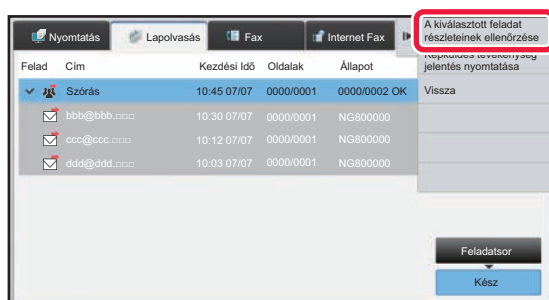 Nyomtatás Lapolvasás Fax Internet Fax
A kiválasztott feladat
részleteinek ellenőrzése
Képküldés tevékenység
jelentés nyomtatása
Felad Cím Kezdési Idő Oldalak Állapot
Szórás 10:45 07/07 0000/0001 0000/0002 OK
Vissza
bbb@bbb.□□□ 10:30 07/07 0000/0001 NG800000
ccc@ccc.□□□ 10:12 07/07 0000/0001 NG800000
ddd@ddd.□□□ 10:03 07/07 0000/0001 NG800000
Feladatsor
Kész